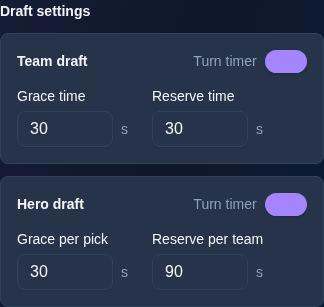 Draft settings
Team draft Turn timer
Grace time Reserve time
30 s 30 s
Hero draft Turn timer
Grace per pick Reserve per team
30 s 90 s